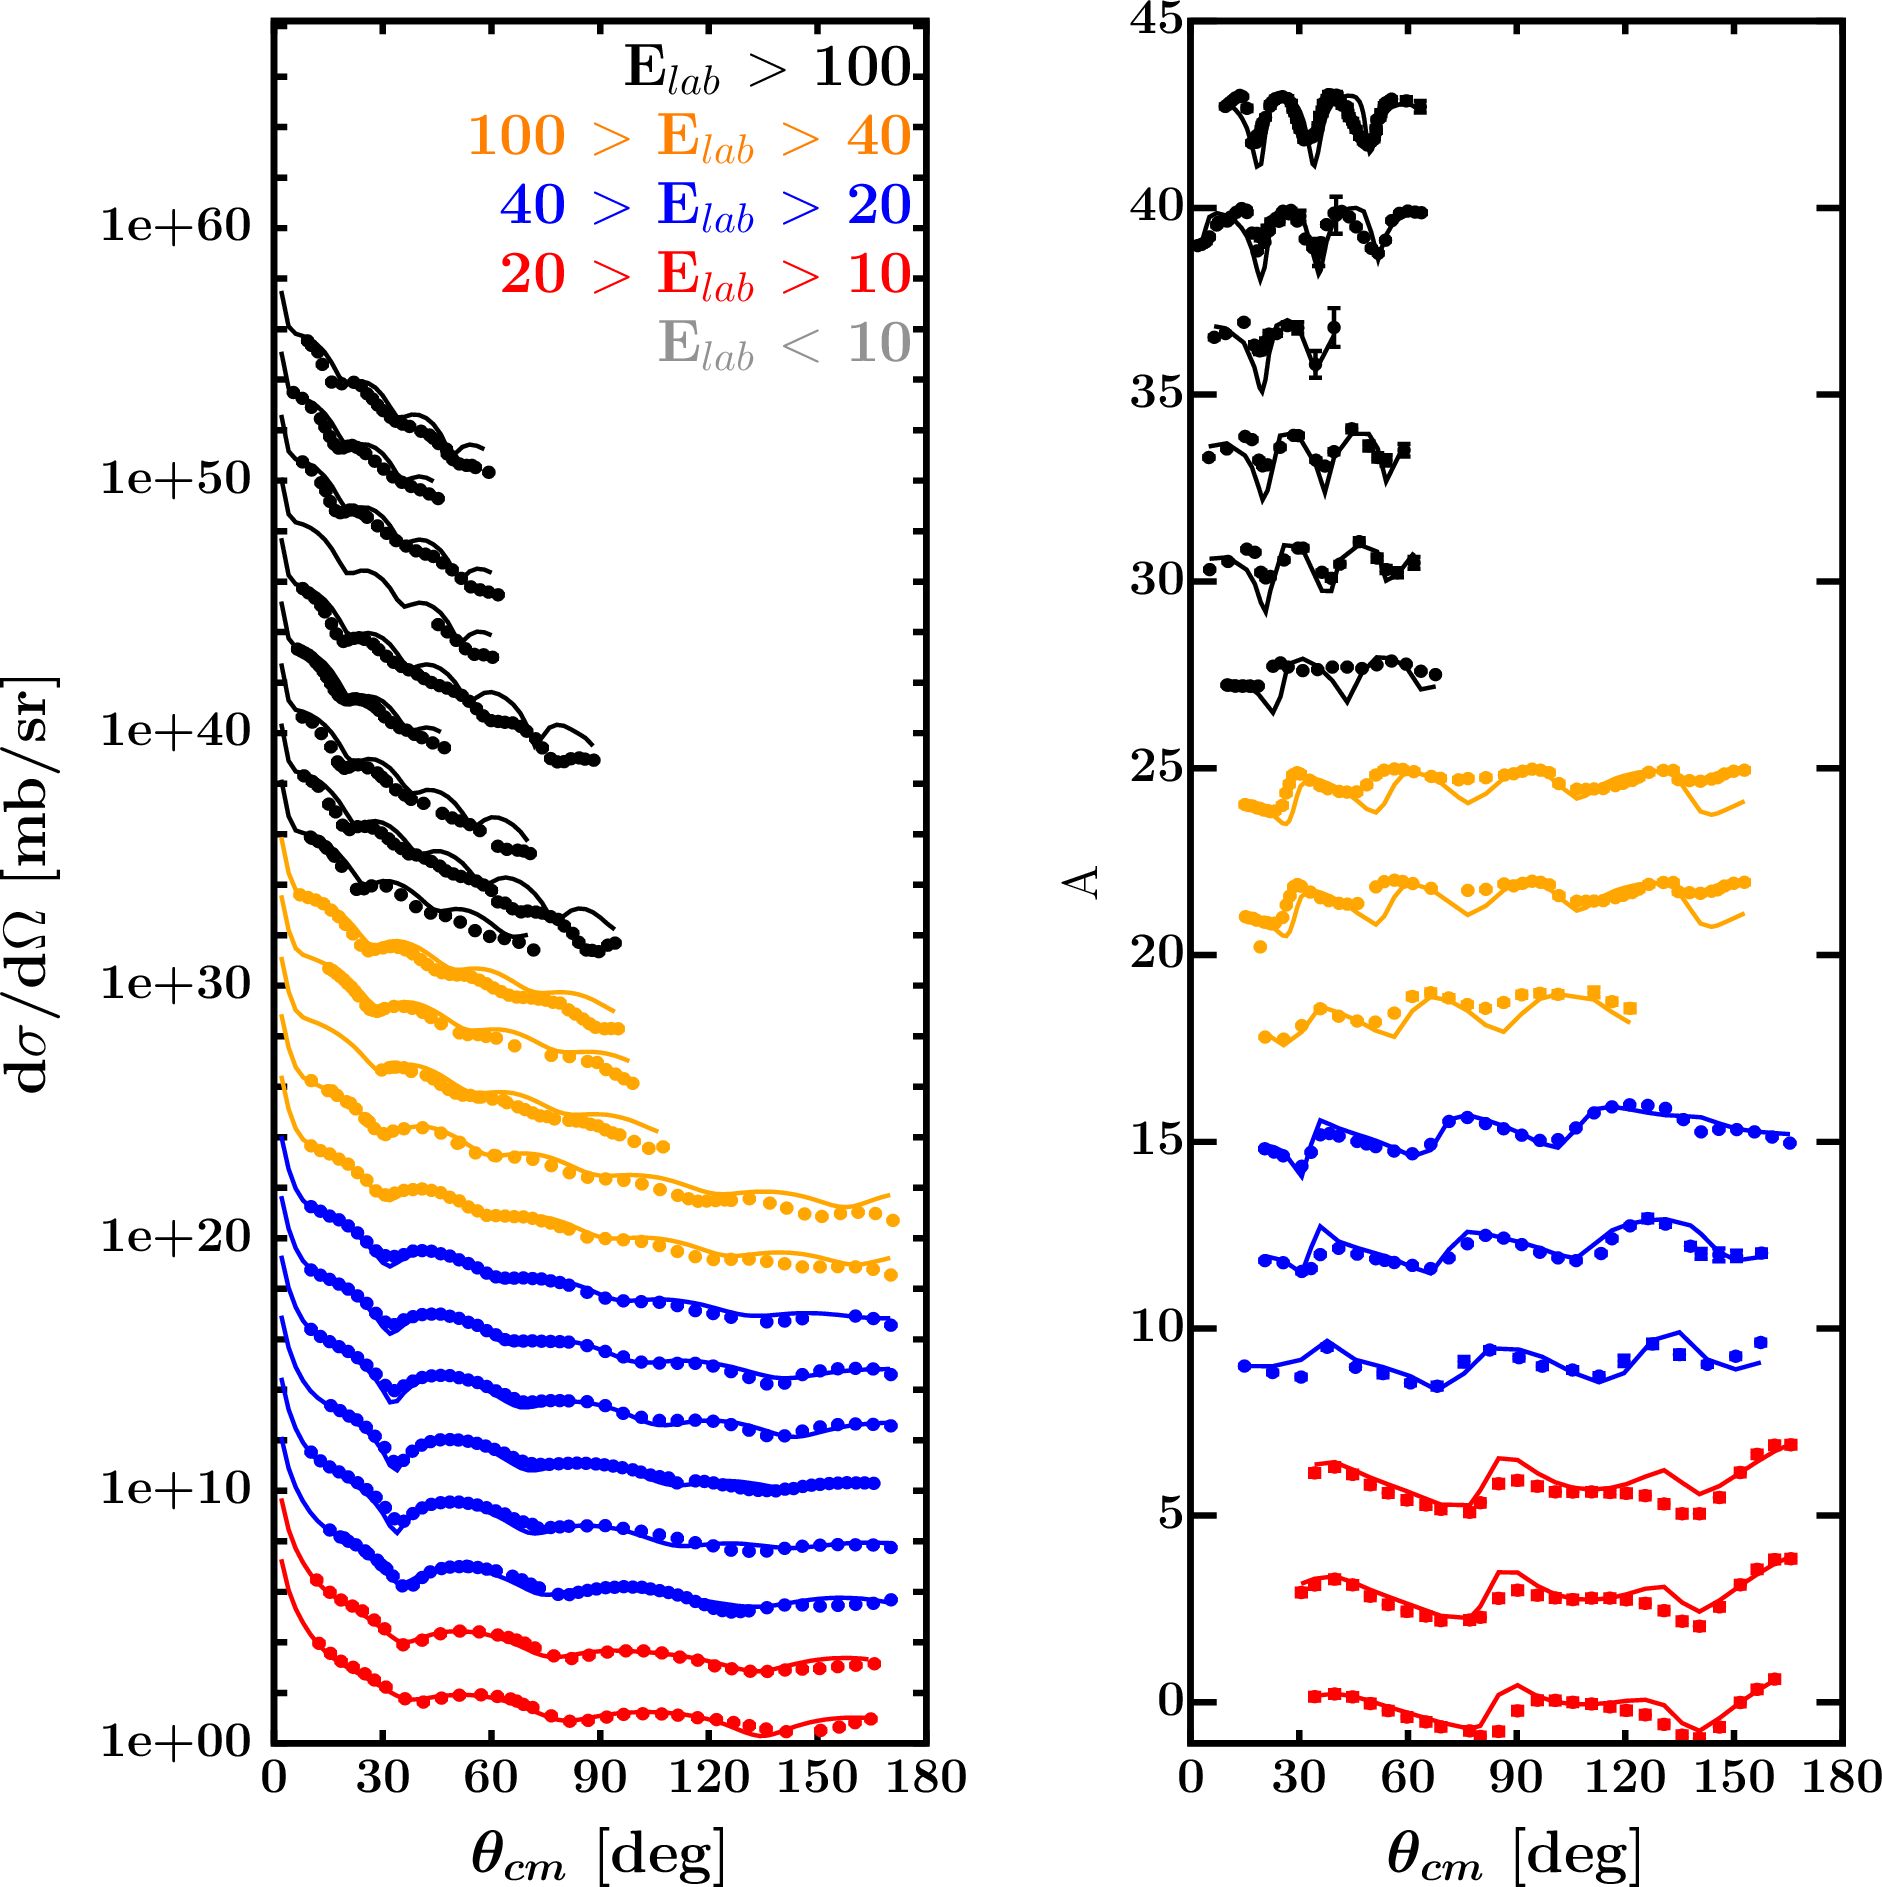 E_lab > 100
100 > E_lab > 40
40 > E_lab > 20
20 > E_lab > 10
E_lab < 10
1e+60
1e+50
1e+40
1e+30
1e+20
1e+10
1e+00
0 30 60 90 120 150 180
θ_cm [deg]
dσ/dΩ [mb/sr]
45
40
35
30
25
20
15
10
5
0
0 30 60 90 120 150 180
θ_cm [deg]
A